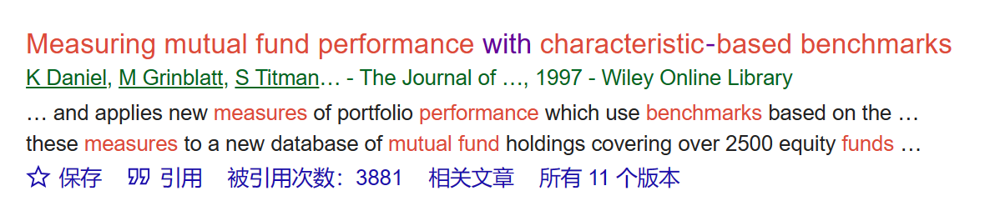 Measuring mutual fund performance with characteristic-based benchmarks
K Daniel, M Grinblatt, S Titman… - The Journal of …, 1997 - Wiley Online Library
… and applies new measures of portfolio performance which use benchmarks based on the …
these measures to a new database of mutual fund holdings covering over 2500 equity funds …
保存 引用 被引用次数：3881 相关文章 所有 11 个版本